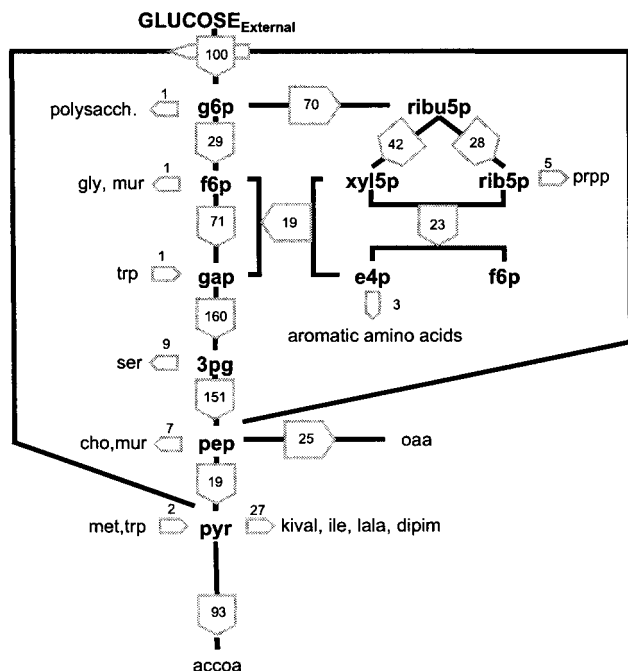 GLUCOSE External
100
1
polysacch. g6p 70 ribu5p
29 42 28
1 5
gly, mur f6p xyl5p rib5p prpp
71 19 23
1
trp gap e4p f6p
160 3
aromatic amino acids
9
ser 3pg
151
7
cho,mur pep 25 oaa
19
2 27
met,trp pyr kival, ile, lala, dipim
93
accoa